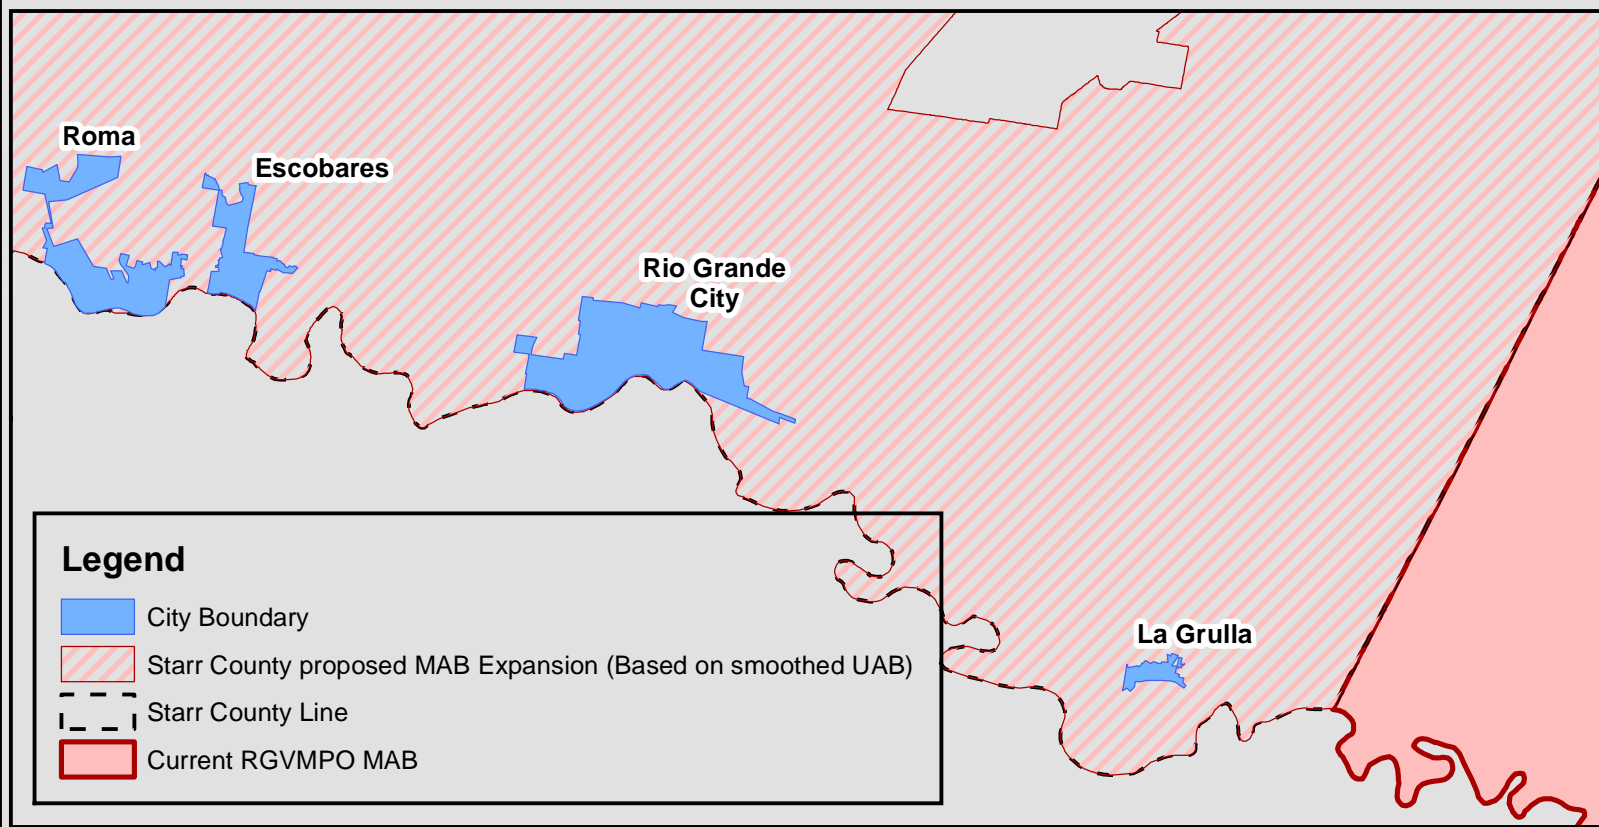 Roma
Escobares
Rio Grande
City
La Grulla
Legend
City Boundary
Starr County proposed MAB Expansion (Based on smoothed UAB)
Starr County Line
Current RGVMPO MAB